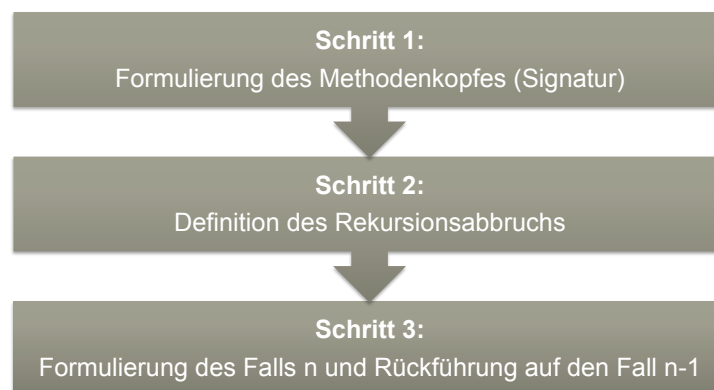 Schritt 1:
Formulierung des Methodenkopfes (Signatur)
Schritt 2:
Definition des Rekursionsabbruchs
Schritt 3:
Formulierung des Falls n und Rückführung auf den Fall n-1